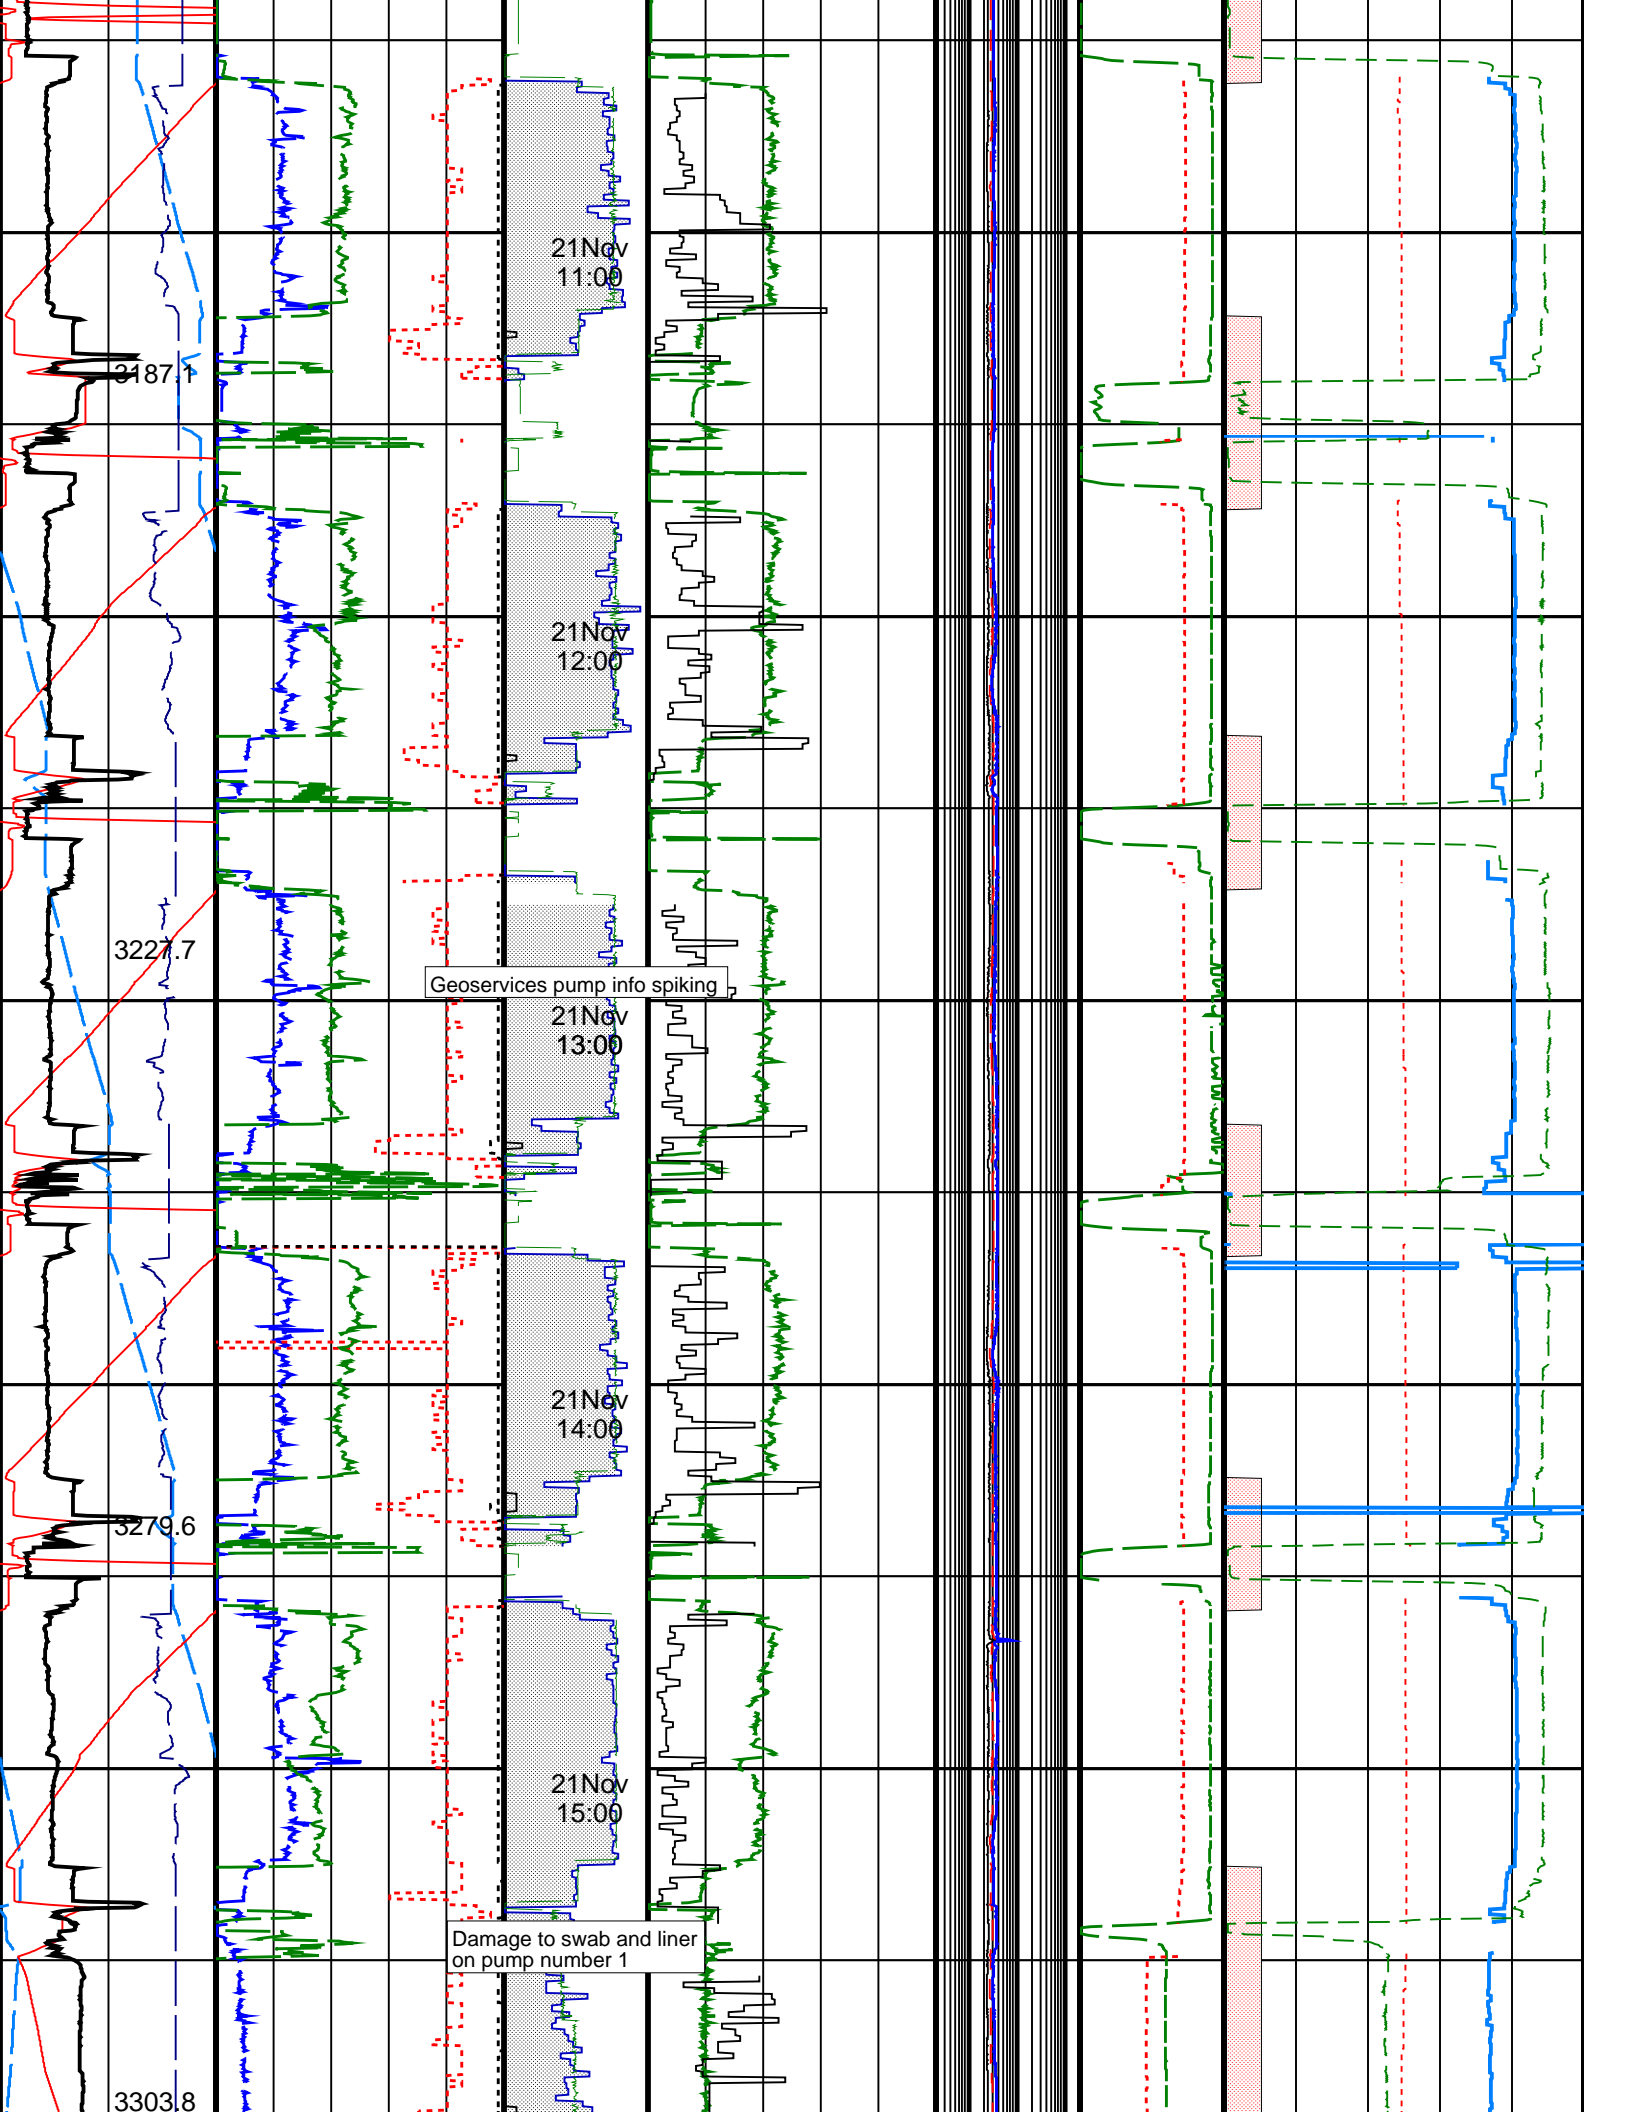 21Nov
11:00
3187.1
21Nov
12:00
3227.7
Geoservices pump info spiking
21Nov
13:00
21Nov
14:00
3279.6
21Nov
15:00
Damage to swab and liner
on pump number 1
3303.8